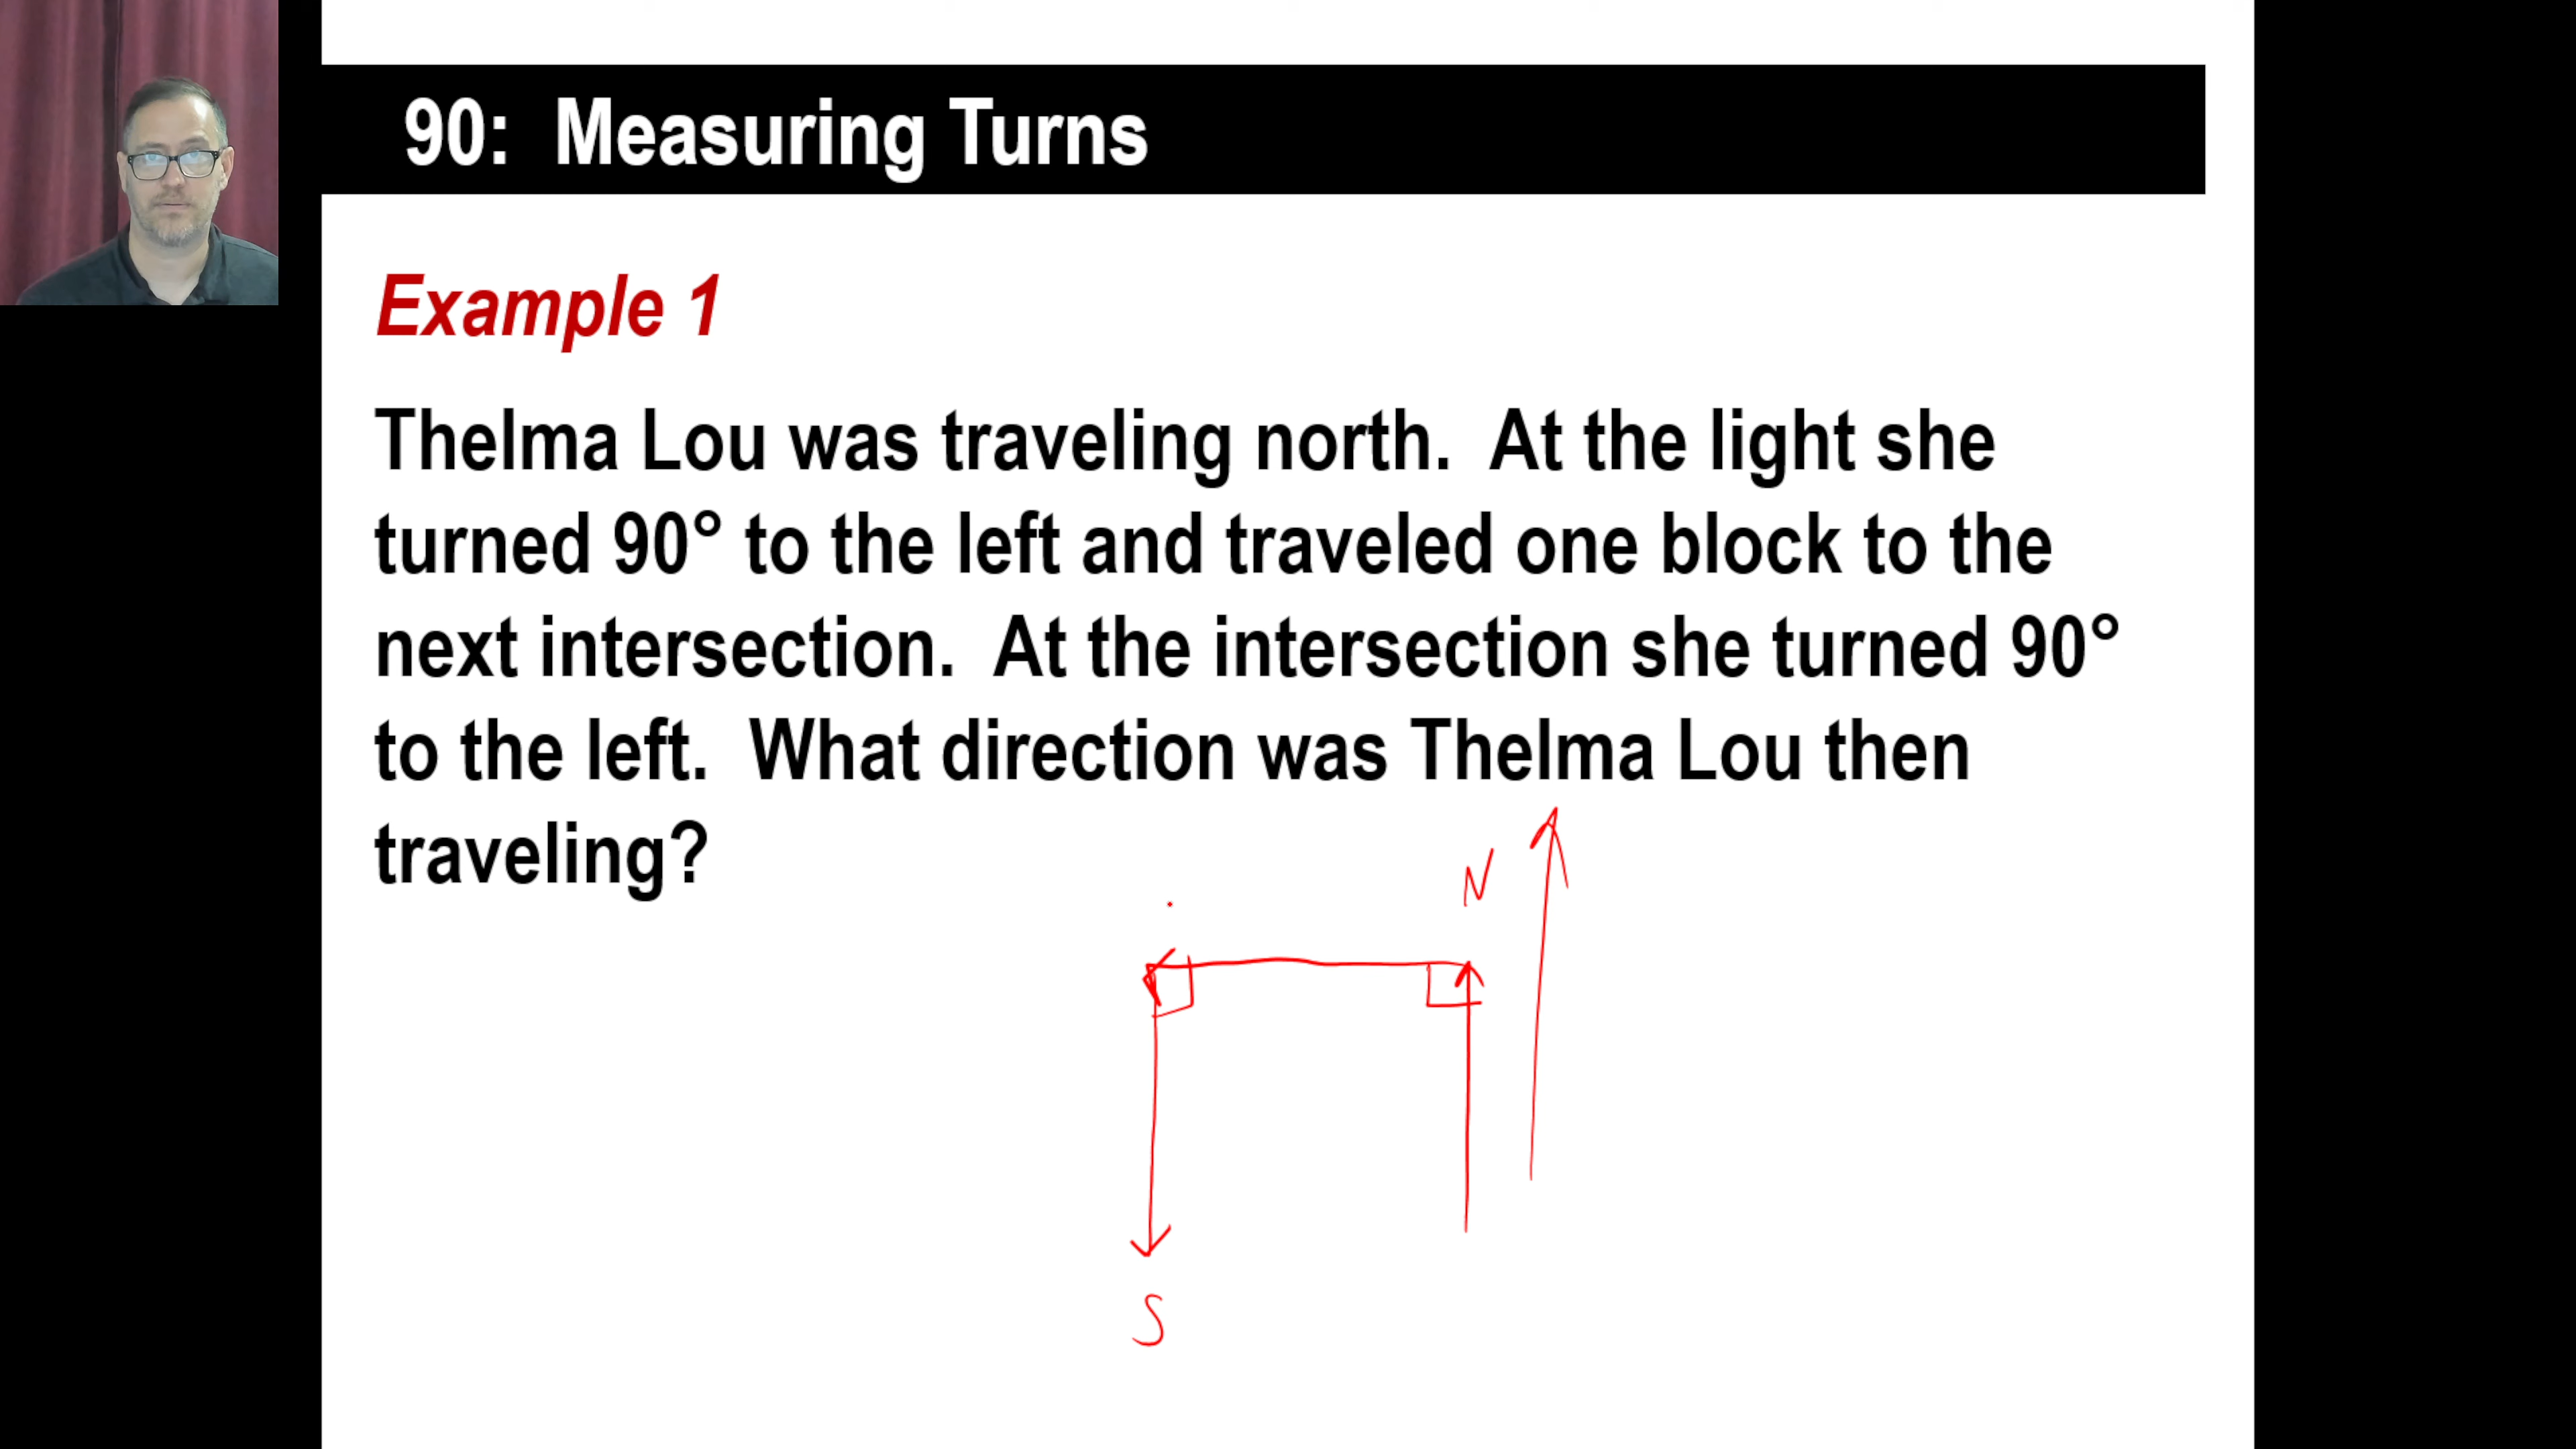 90: Measuring Turns
Example 1
Thelma Lou was traveling north. At the light she
turned 90° to the left and traveled one block to the
next intersection. At the intersection she turned 90°
to the left. What direction was Thelma Lou then
traveling?
N
S